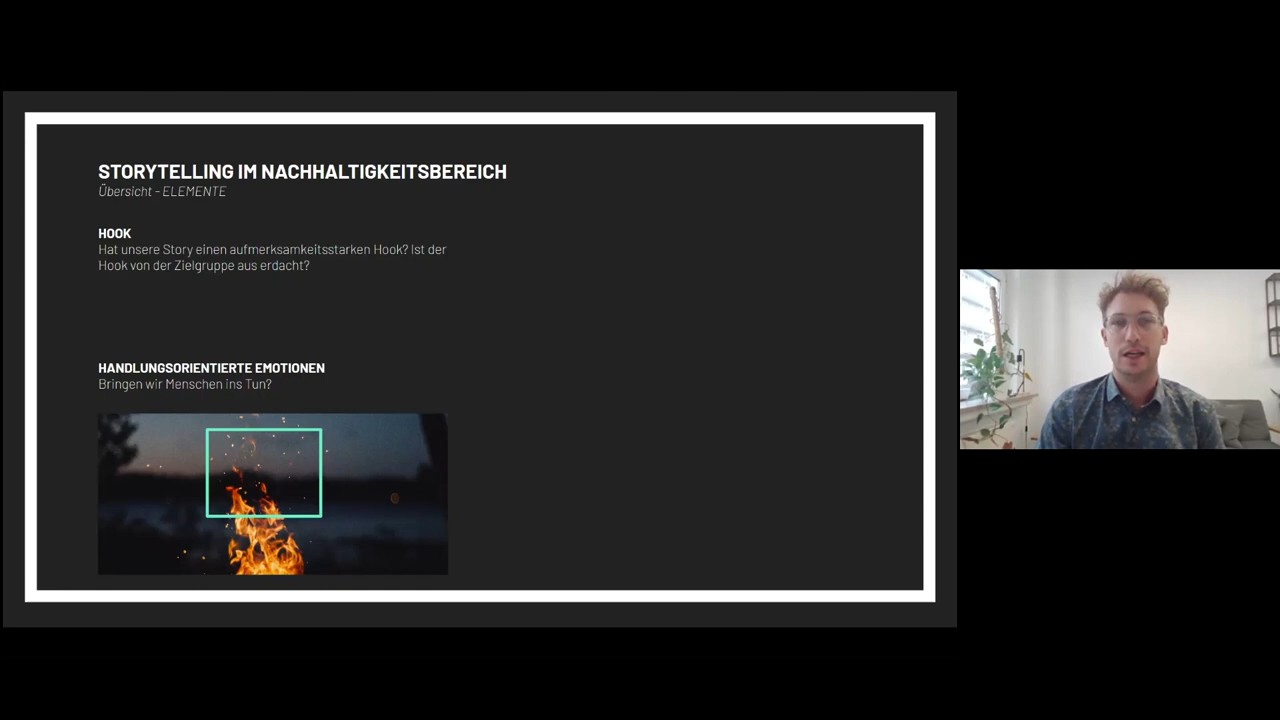 STORYTELLING IM NACHHALTIGKEITSBEREICH
Übersicht - ELEMENTE
HOOK
Hat unsere Story einen aufmerksamkeitsstarken Hook? Ist der
Hook von der Zielgruppe aus erdacht?
HANDLUNGSORIENTIERTE EMOTIONEN
Bringen wir Menschen ins Tun?